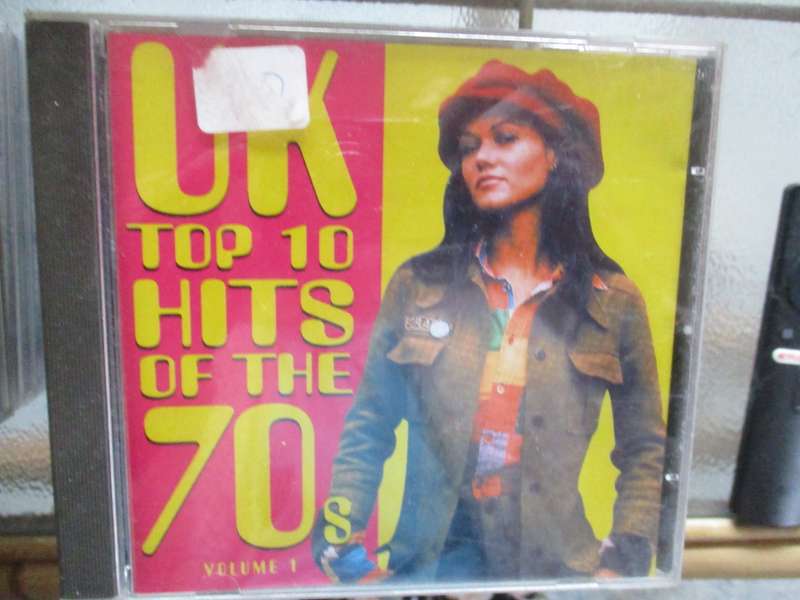 UK
TOP 10
HITS
OF THE
70s
VOLUME 1